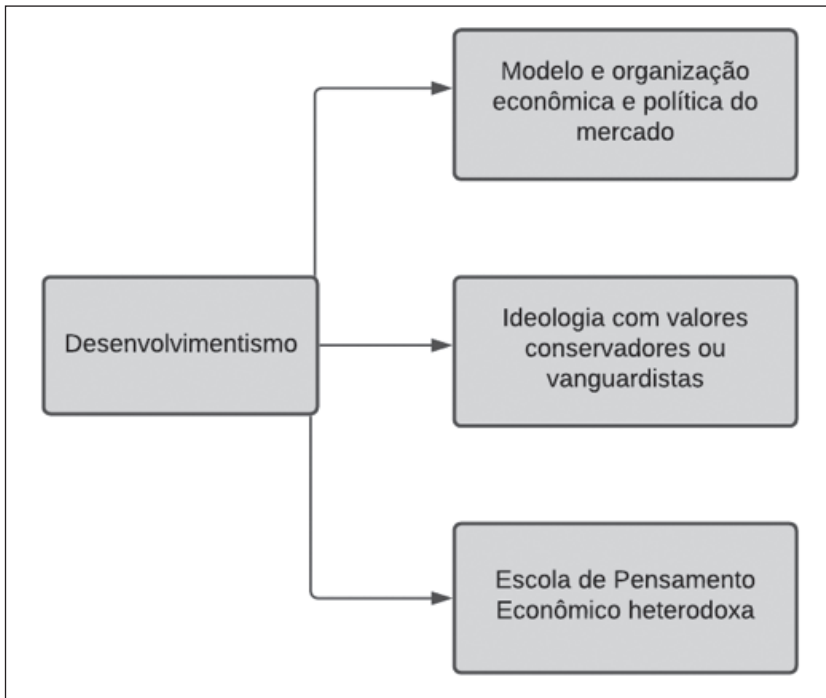 Modelo e organização
econômica e política do
mercado
Desenvolvimentismo
Ideologia com valores
conservadores ou
vanguardistas
Escola de Pensamento
Econômico heterodoxa